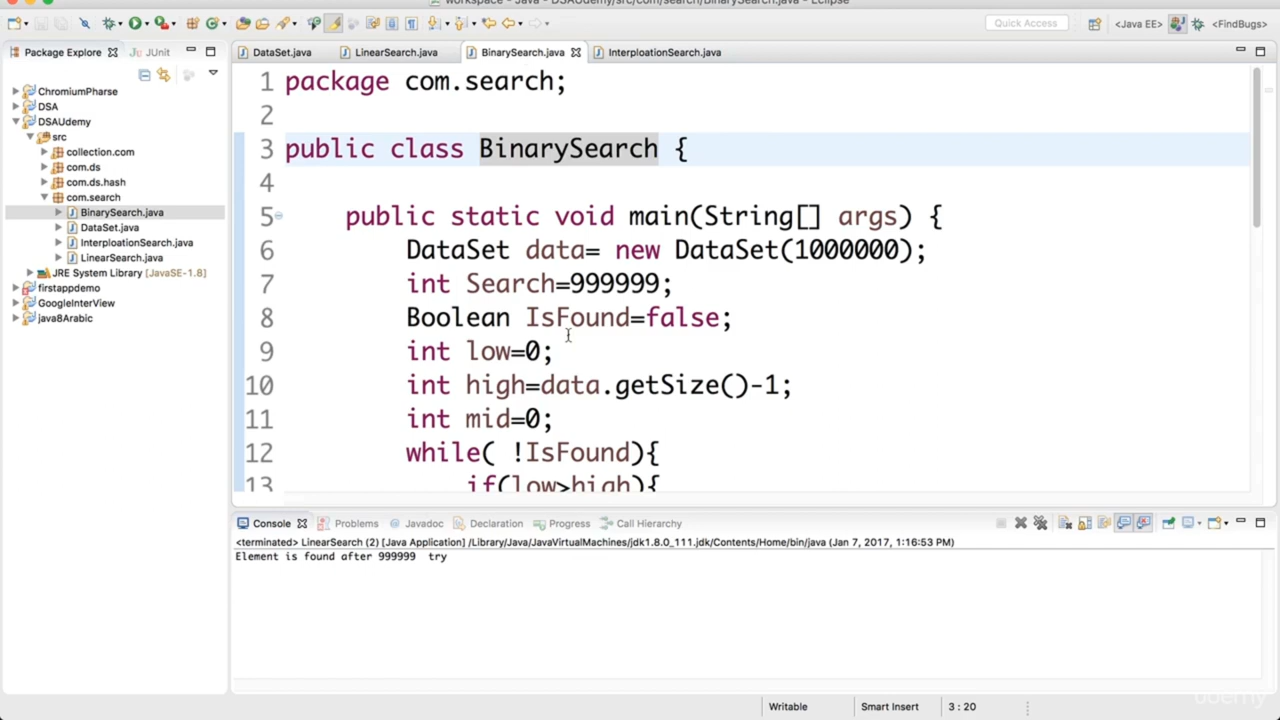 workspace - Java - DSAUdemy/src/com/search/BinarySearch.java - Eclipse
Quick Access
<Java EE>
<FindBugs>
Package Explorer
JUnit
DataSet.java
LinearSearch.java
BinarySearch.java
InterploationSearch.java
ChromiumPharse
DSA
DSAUdemy
src
collection.com
com.ds
com.ds.hash
com.search
BinarySearch.java
DataSet.java
InterploationSearch.java
LinearSearch.java
JRE System Library [JavaSE-1.8]
firstappdemo
GoogleInterView
java8Arabic
1 package com.search;
2
3 public class BinarySearch {
4
5 public static void main(String[] args) {
6 DataSet data= new DataSet(1000000);
7 int Search=999999;
8 Boolean IsFound=false;
9 int low=0;
10 int high=data.getSize()-1;
11 int mid=0;
12 while( !IsFound){
13 if(low>high){
Console
Problems
@ Javadoc
Declaration
Progress
Call Hierarchy
<terminated> LinearSearch (2) [Java Application] /Library/Java/JavaVirtualMachines/jdk1.8.0_111.jdk/Contents/Home/bin/java (Jan 7, 2017, 1:16:53 PM)
Element is found after 999999 try
Writable
Smart Insert
3 : 20
udemy